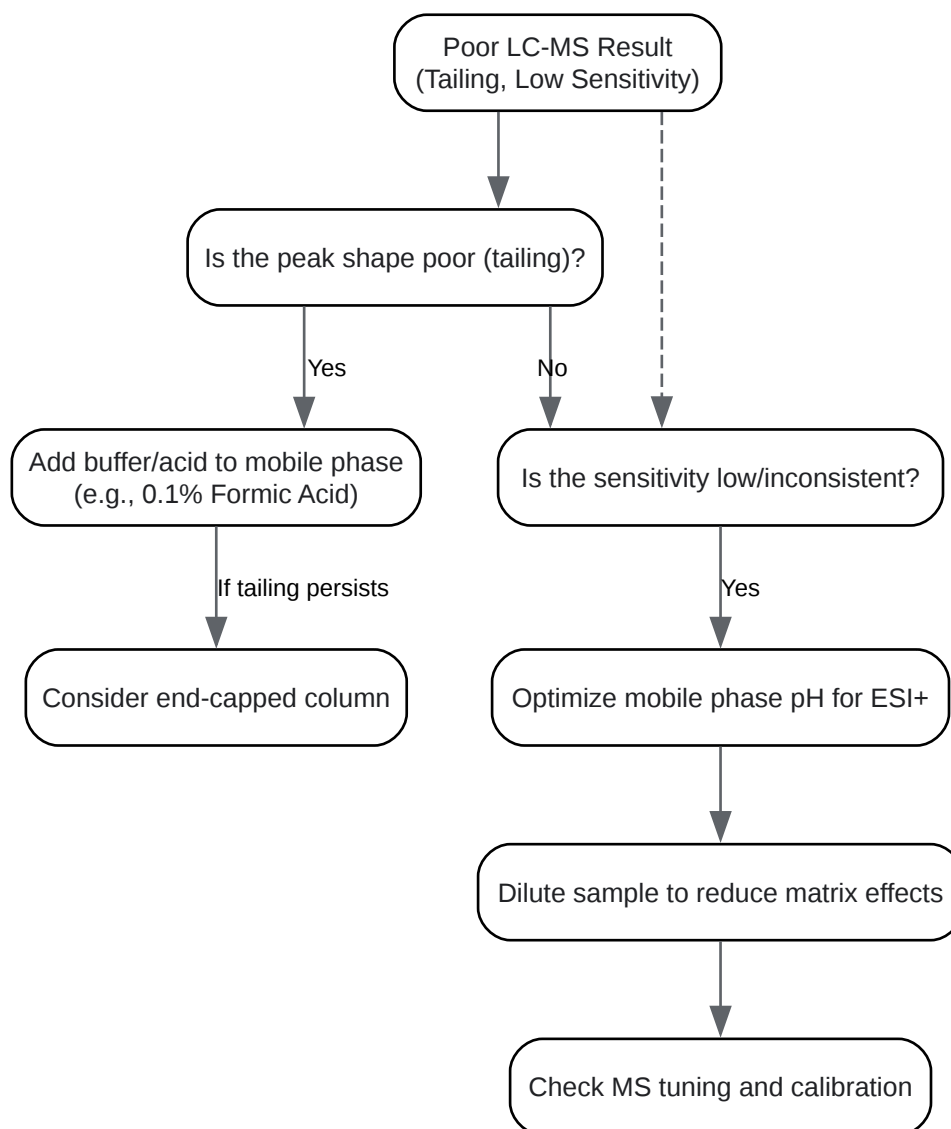 Poor LC-MS Result
(Tailing, Low Sensitivity)
Is the peak shape poor (tailing)?
Yes
No
Add buffer/acid to mobile phase
(e.g., 0.1% Formic Acid)
Is the sensitivity low/inconsistent?
If tailing persists
Yes
Consider end-capped column
Optimize mobile phase pH for ESI+
Dilute sample to reduce matrix effects
Check MS tuning and calibration